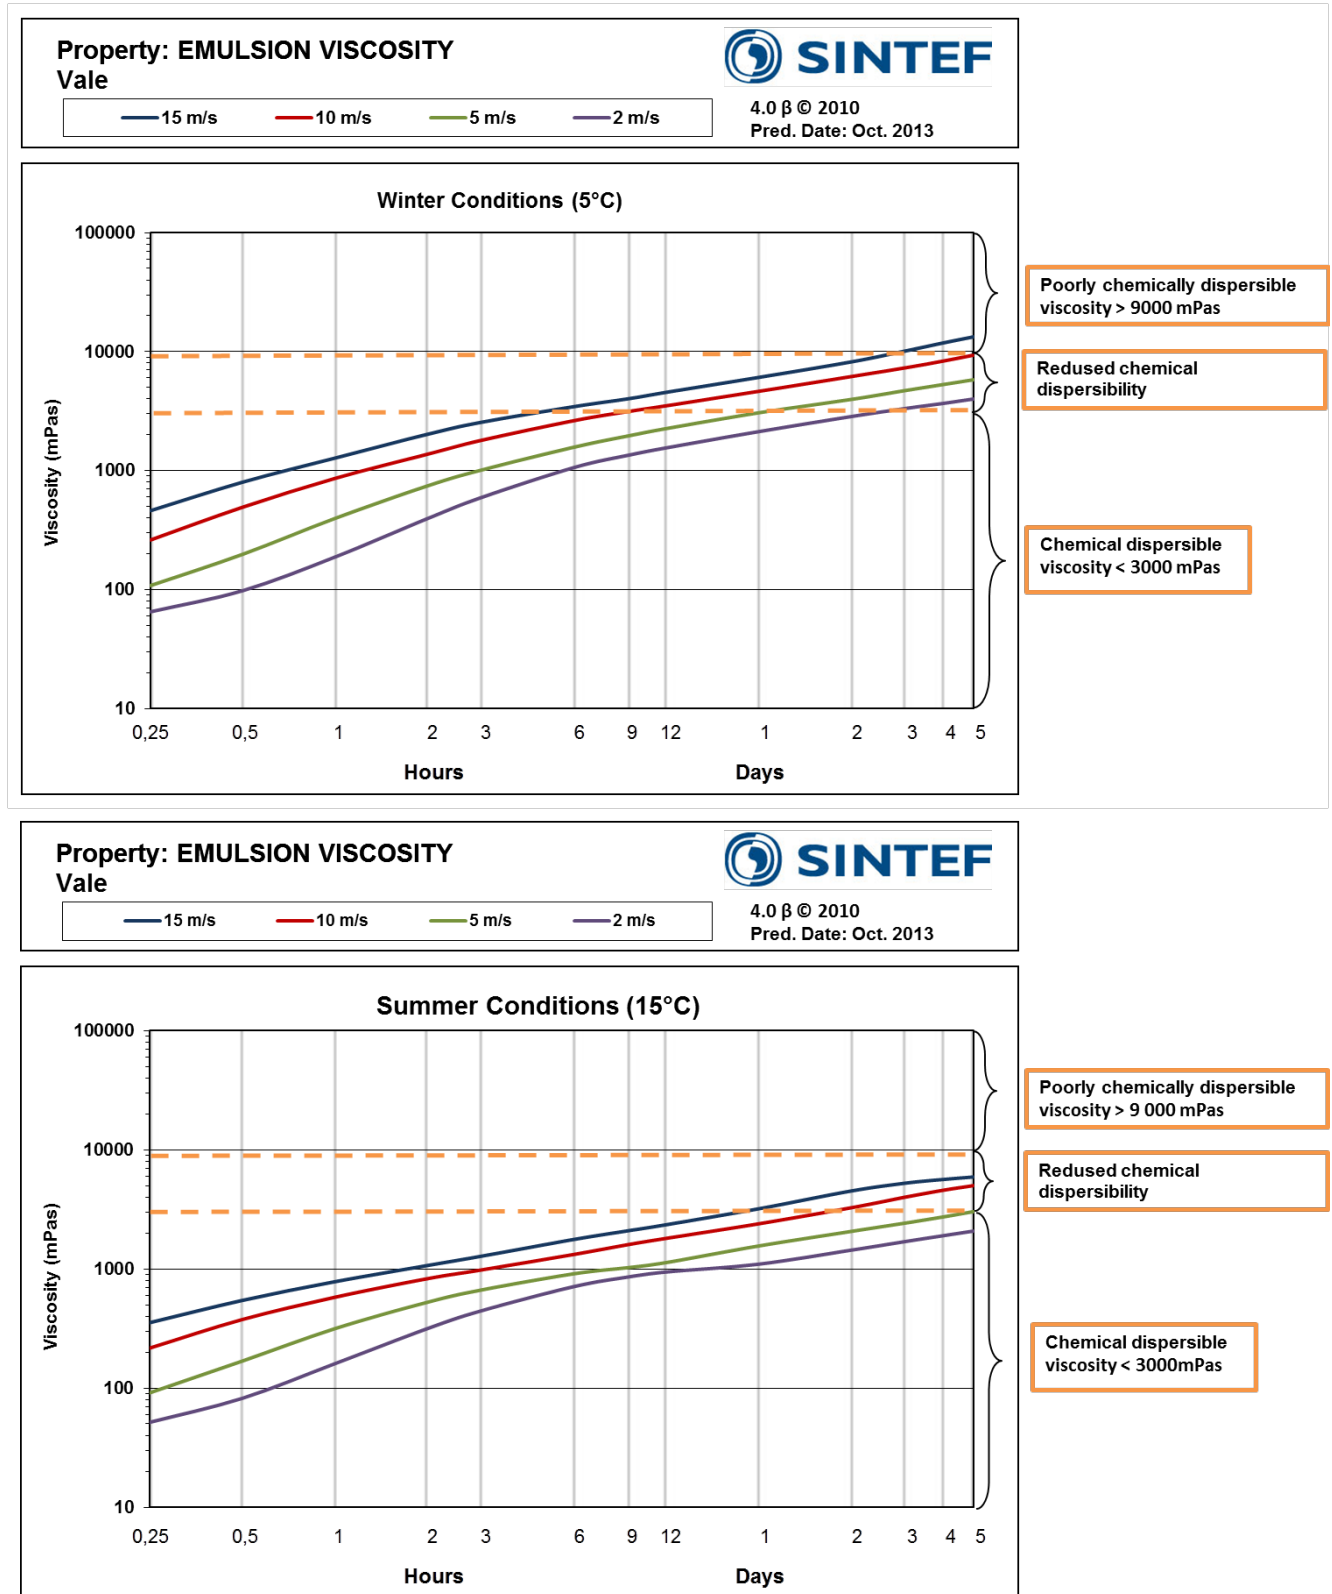 Property: EMULSION VISCOSITY
Vale
SINTEF
15 m/s 10 m/s 5 m/s 2 m/s
4.0 β © 2010
Pred. Date: Oct. 2013
Winter Conditions (5°C)
100000
10000
1000
100
10
Viscosity (mPas)
0,25 0,5 1 2 3 6 9 12 1 2 3 4 5
Hours Days
Poorly chemically dispersible
viscosity > 9000 mPas
Redused chemical
dispersibility
Chemical dispersible
viscosity < 3000 mPas
Property: EMULSION VISCOSITY
Vale
SINTEF
15 m/s 10 m/s 5 m/s 2 m/s
4.0 β © 2010
Pred. Date: Oct. 2013
Summer Conditions (15°C)
100000
10000
1000
100
10
Viscosity (mPas)
0,25 0,5 1 2 3 6 9 12 1 2 3 4 5
Hours Days
Poorly chemically dispersible
viscosity > 9 000 mPas
Redused chemical
dispersibility
Chemical dispersible
viscosity < 3000mPas